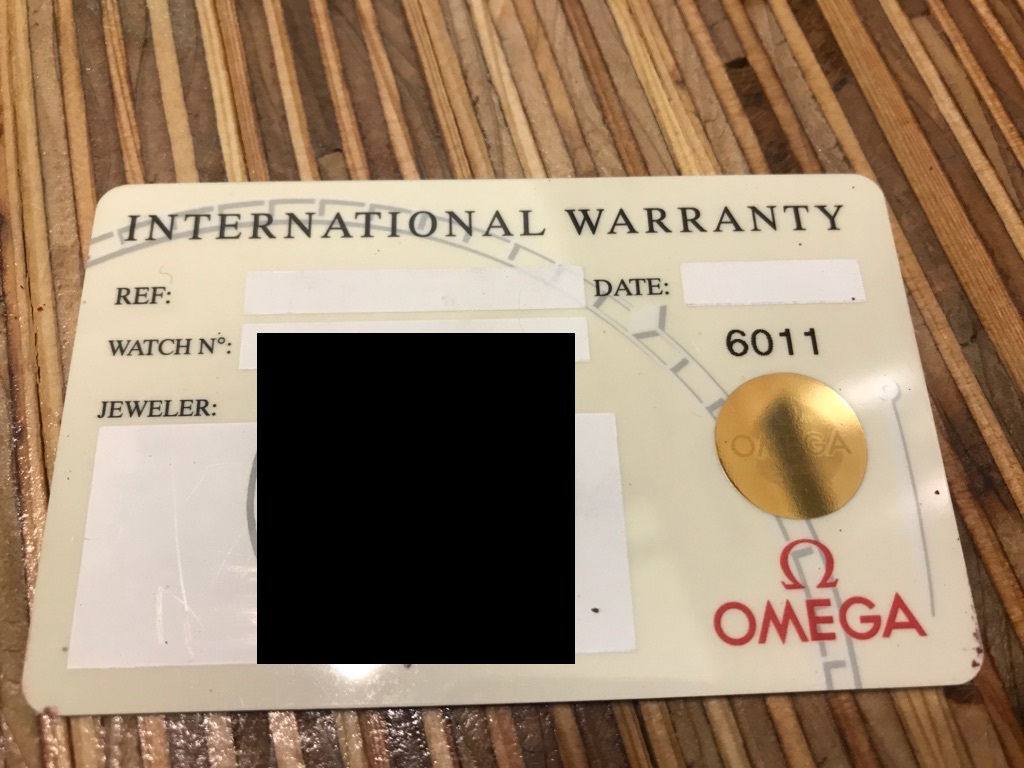 INTERNATIONAL WARRANTY
REF:
DATE:
WATCH N°:
6011
JEWELER:
OMEGA
Ω
OMEGA